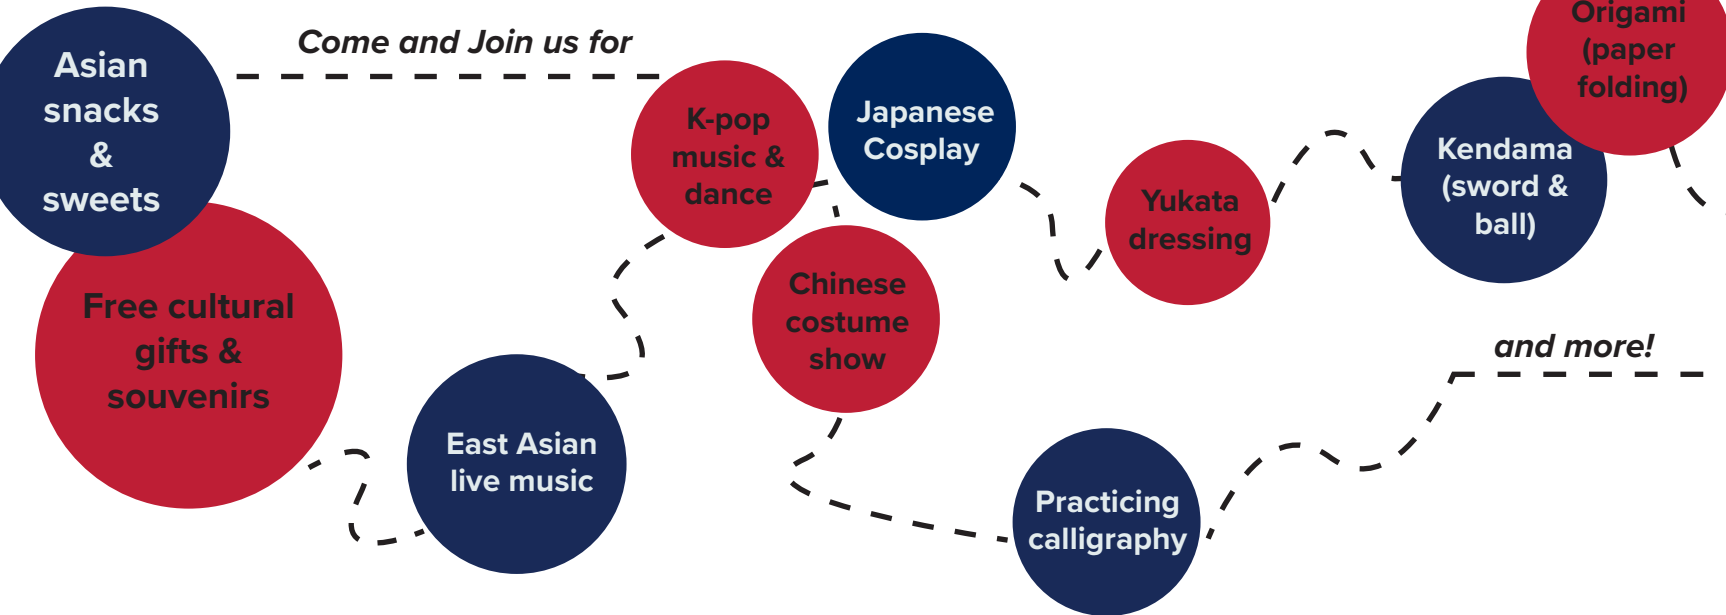 Come and Join us for
Asian
snacks
&
sweets
Free cultural
gifts &
souvenirs
East Asian
live music
K-pop
music &
dance
Japanese
Cosplay
Chinese
costume
show
Yukata
dressing
Practicing
calligraphy
Kendama
(sword &
ball)
Origami
(paper
folding)
and more!